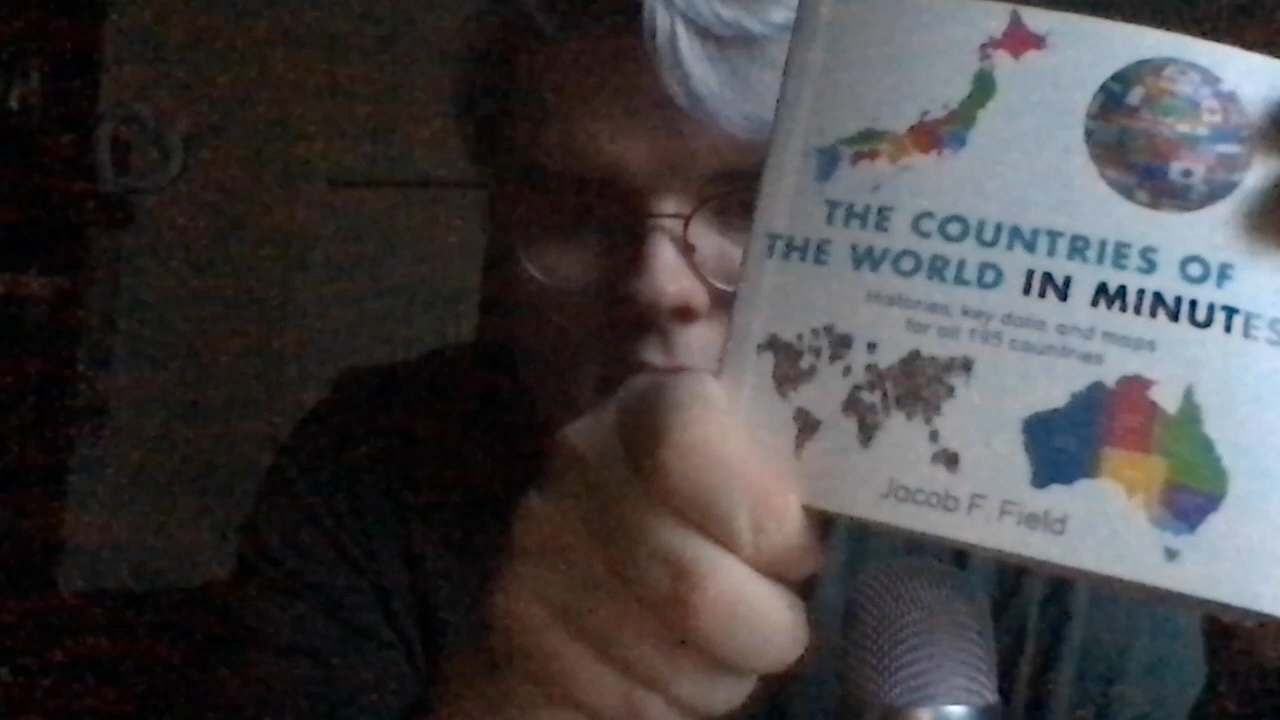 THE COUNTRIES OF
THE WORLD IN MINUTES
Histories, key data, and maps
for all 195 countries
Jacob F. Field